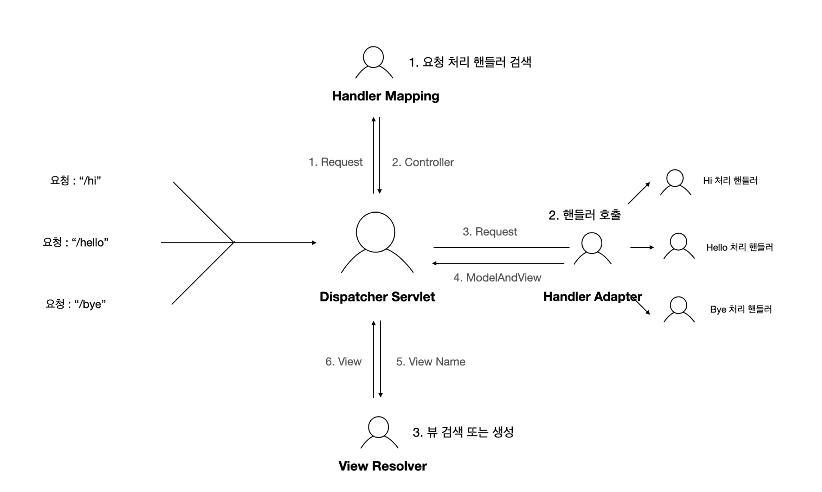 1. 요청 처리 핸들러 검색
Handler Mapping
1. Request
2. Controller
요청 : “/hi”
요청 : “/hello”
요청 : “/bye”
Dispatcher Servlet
3. Request
4. ModelAndView
2. 핸들러 호출
Handler Adapter
Hi 처리 핸들러
Hello 처리 핸들러
Bye 처리 핸들러
6. View
5. View Name
3. 뷰 검색 또는 생성
View Resolver